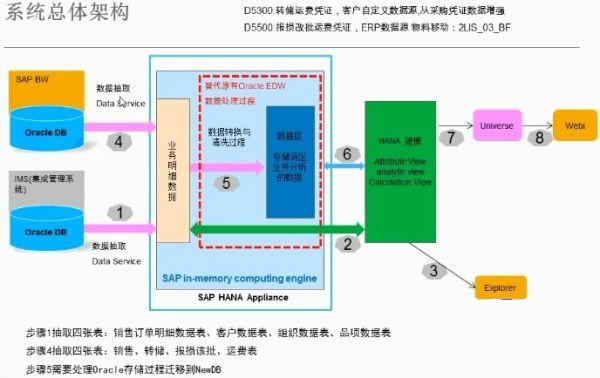 系统总体架构
D5300:转储运费凭证，客户自定义数据源,从采购凭证数据增强
D5500:报损改批运费凭证，ERP数据源 物料移动：2LIS_03_BF
SAP BW
Oracle DB
数据抽取
Data Service
4
IMS(集成管理系统)
Oracle DB
1
数据抽取
Data Service
业务明细数据
替代原有Oracle EDW
数据处理过程
数据转换与
清洗过程
5
数据层
存储满足
业务分析
的数据
SAP in-memory computing engine
SAP HANA Appliance
6
2
HANA 建模
Attribute View
analytic view
Calculation View
7
Universe
8
Webi
3
Explorer
步骤1抽取四张表：销售订单明细数据表、客户数据表、组织数据表、品项数据表
步骤4抽取四张表：销售、转储、报损该批、运费表
步骤5需要处理Oracle存储过程迁移到NewDB